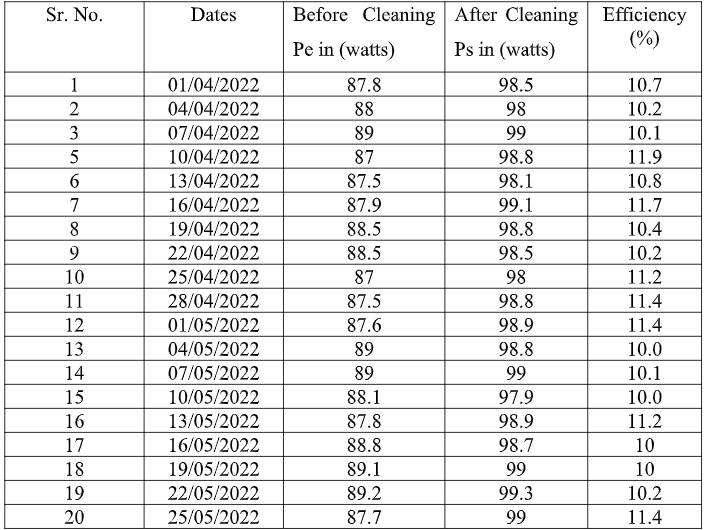 Sr. No. Dates Before Cleaning After Cleaning Efficiency
Pe in (watts) Ps in (watts) (%)
1 01/04/2022 87.8 98.5 10.7
2 04/04/2022 88 98 10.2
3 07/04/2022 89 99 10.1
5 10/04/2022 87 98.8 11.9
6 13/04/2022 87.5 98.1 10.8
7 16/04/2022 87.9 99.1 11.7
8 19/04/2022 88.5 98.8 10.4
9 22/04/2022 88.5 98.5 10.2
10 25/04/2022 87 98 11.2
11 28/04/2022 87.5 98.8 11.4
12 01/05/2022 87.6 98.9 11.4
13 04/05/2022 89 98.8 10.0
14 07/05/2022 89 99 10.1
15 10/05/2022 88.1 97.9 10.0
16 13/05/2022 87.8 98.9 11.2
17 16/05/2022 88.8 98.7 10
18 19/05/2022 89.1 99 10
19 22/05/2022 89.2 99.3 10.2
20 25/05/2022 87.7 99 11.4